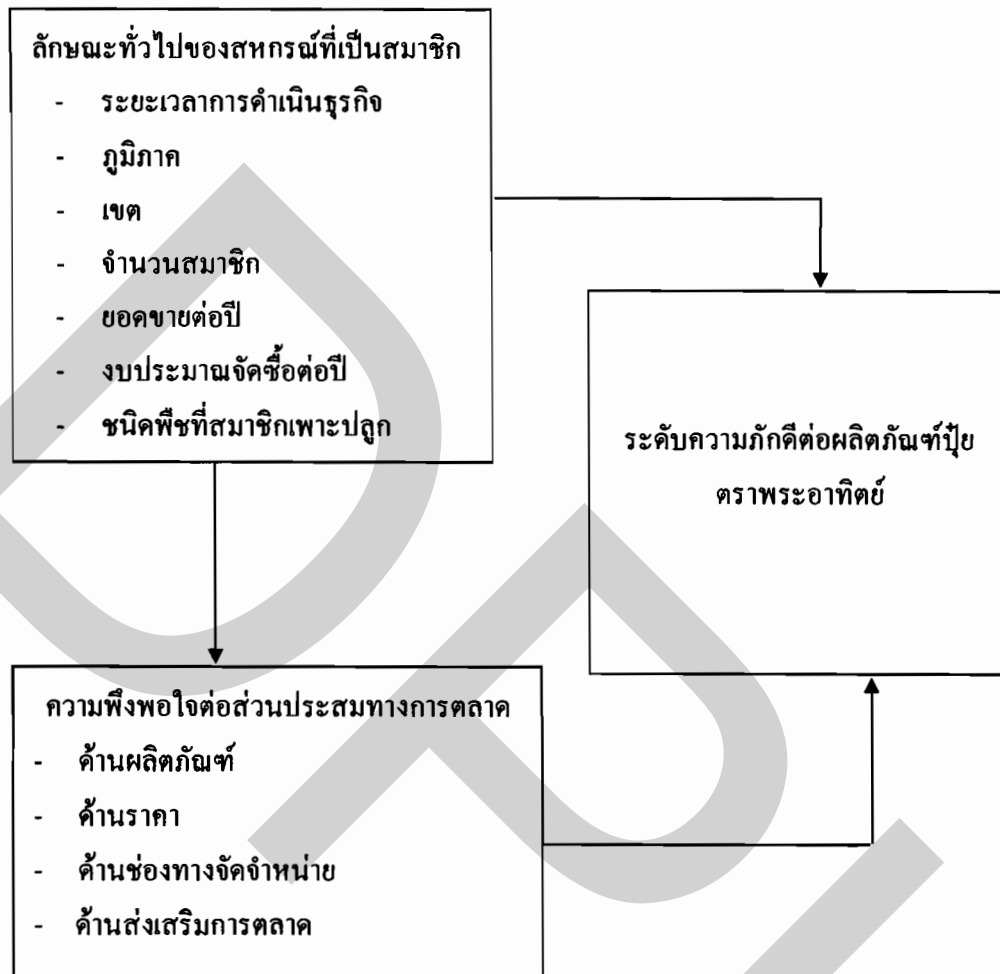 ลักษณะทั่วไปของสหกรณ์ที่เป็นสมาชิก
- ระยะเวลาการดำเนินธุรกิจ
- ภูมิภาค
- เขต
- จำนวนสมาชิก
- ยอดขายต่อปี
- งบประมาณจัดซื้อต่อปี
- ชนิดพืชที่สมาชิกเพาะปลูก
ระดับความภักดีต่อผลิตภัณฑ์ปุ๋ย
ตราพระอาทิตย์
ความพึงพอใจต่อส่วนประสมทางการตลาด
- ด้านผลิตภัณฑ์
- ด้านราคา
- ด้านช่องทางจัดจำหน่าย
- ด้านส่งเสริมการตลาด